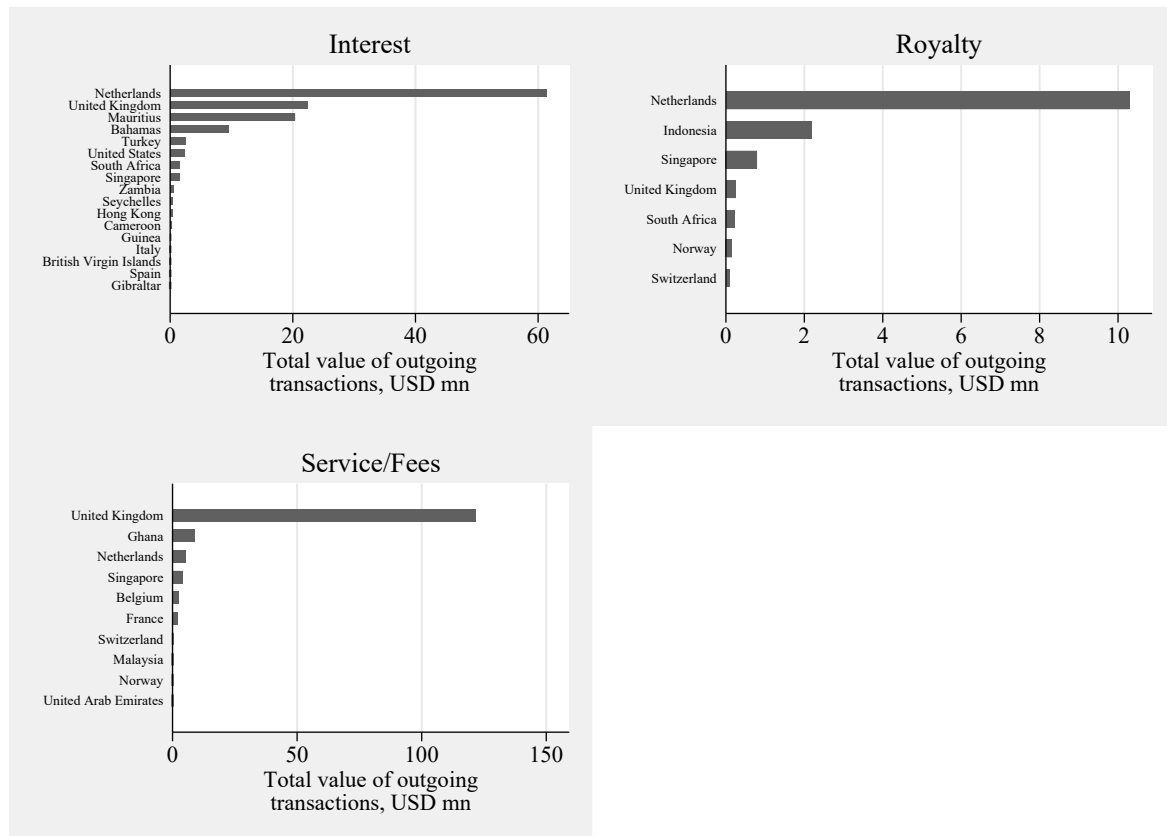 Interest
Netherlands
United Kingdom
Mauritius
Bahamas
Turkey
United States
South Africa
Singapore
Zambia
Seychelles
Hong Kong
Cameroon
Guinea
Italy
British Virgin Islands
Spain
Gibraltar
0 20 40 60
Total value of outgoing
transactions, USD mn
Royalty
Netherlands
Indonesia
Singapore
United Kingdom
South Africa
Norway
Switzerland
0 2 4 6 8 10
Total value of outgoing
transactions, USD mn
Service/Fees
United Kingdom
Ghana
Netherlands
Singapore
Belgium
France
Switzerland
Malaysia
Norway
United Arab Emirates
0 50 100 150
Total value of outgoing
transactions, USD mn